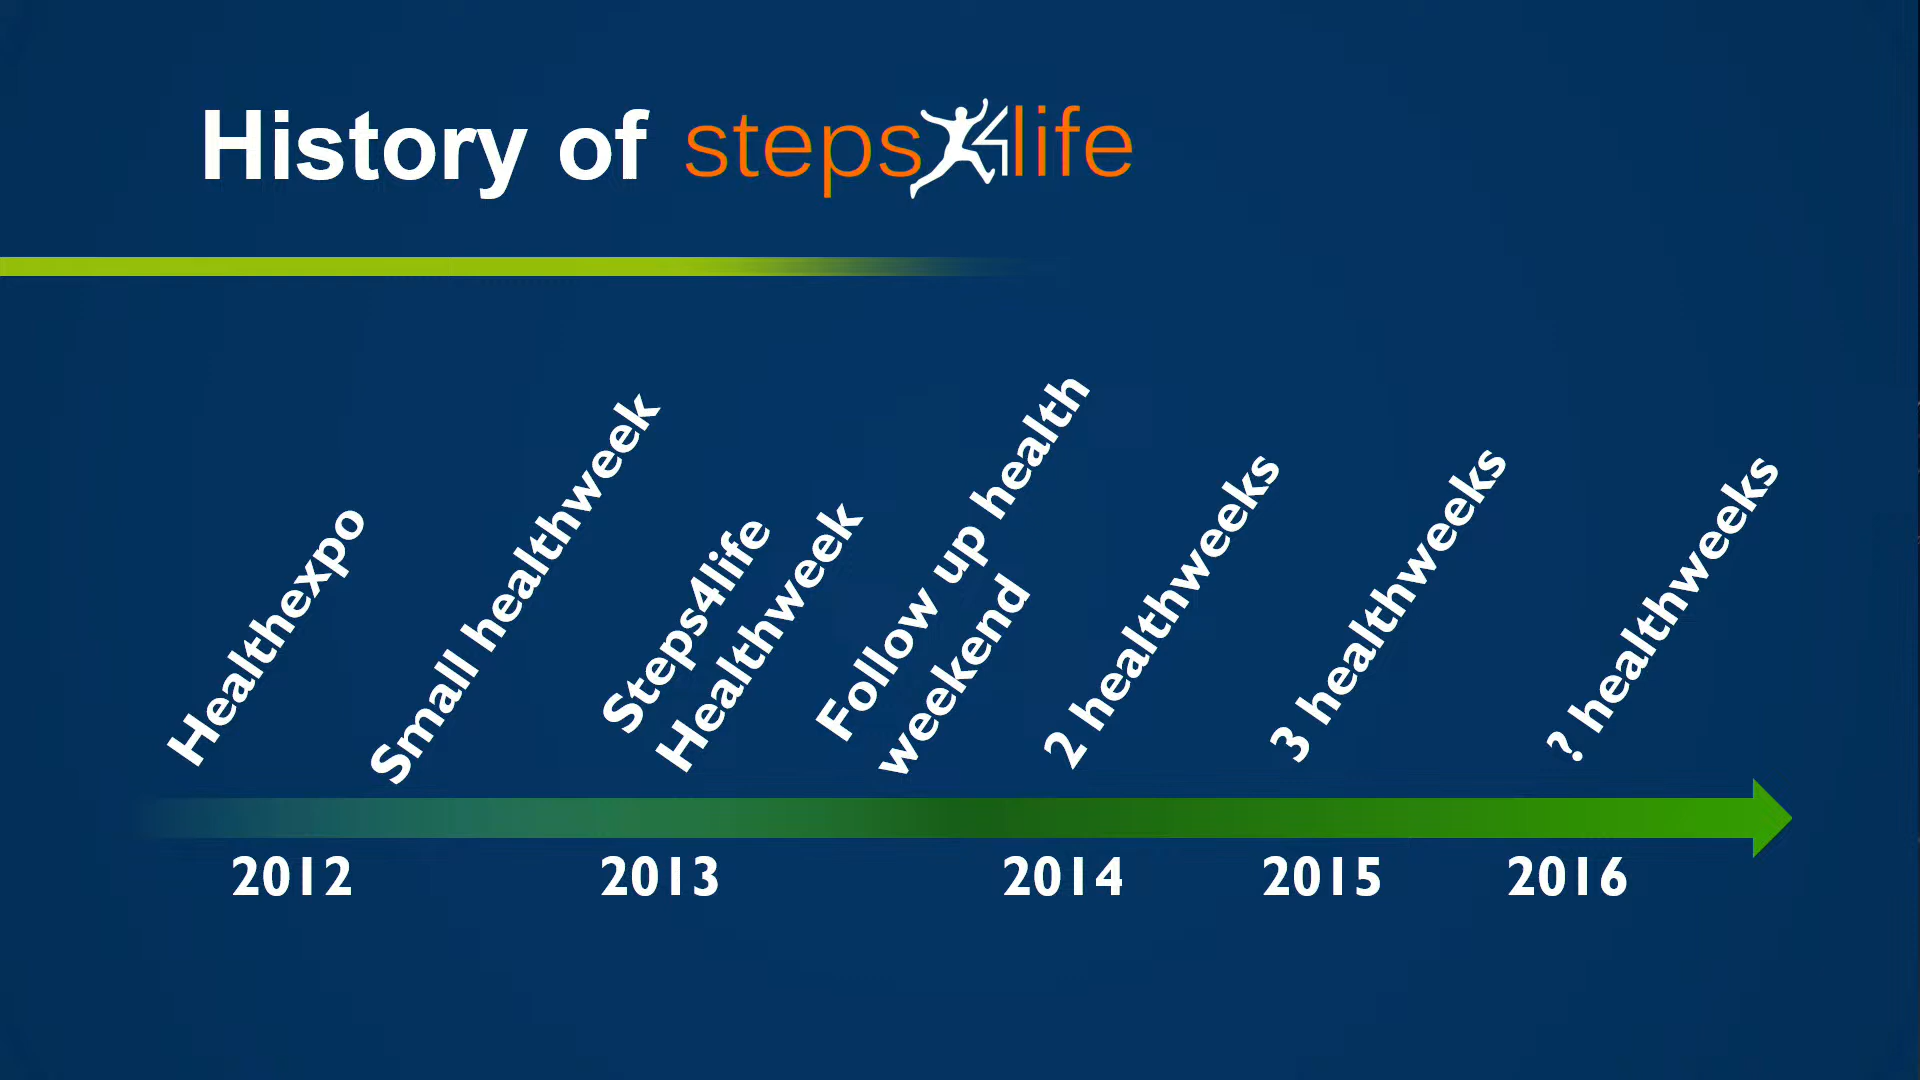 History of steps4life
Healthexpo
Small healthweek
Steps4life
Healthweek
Follow up health
weekend
2 healthweeks
3 healthweeks
? healthweeks
2012
2013
2014
2015
2016